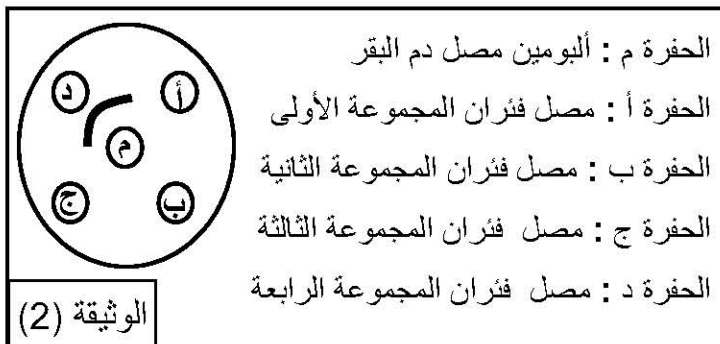 الحفرة م : ألبومين مصل دم البقر
الحفرة أ : مصل فئران المجموعة الأولى
الحفرة ب : مصل فئران المجموعة الثانية
الحفرة ج : مصل فئران المجموعة الثالثة
الحفرة د : مصل فئران المجموعة الرابعة
د
أ
م
ج
ب
الوثيقة (2)